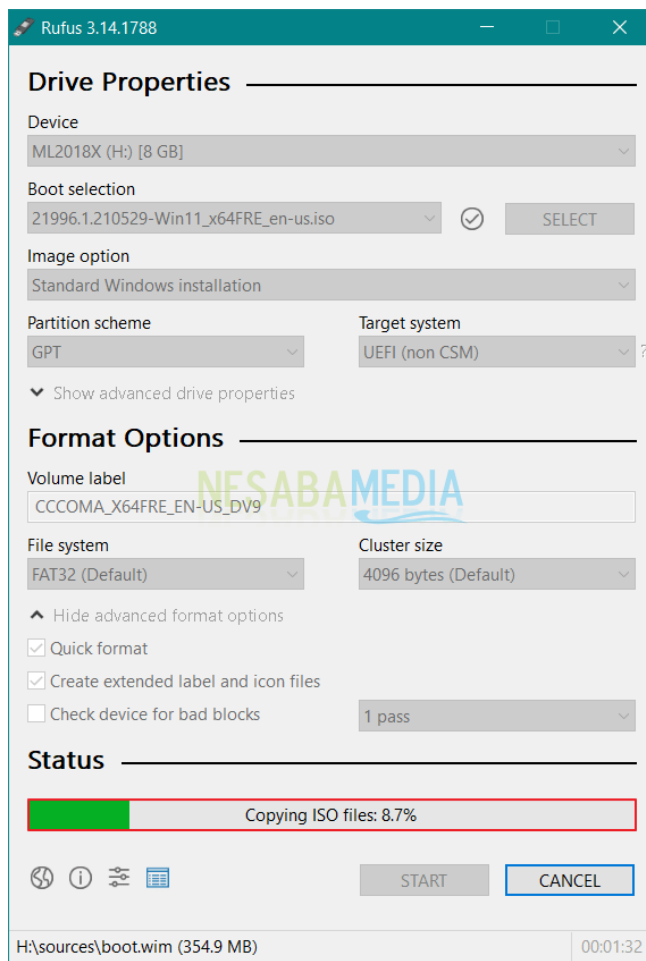 Rufus 3.14.1788
Drive Properties
Device
ML2018X (H:) [8 GB]
Boot selection
21996.1.210529-Win11_x64FRE_en-us.iso
SELECT
Image option
Standard Windows installation
Partition scheme
Target system
GPT
UEFI (non CSM)
?
Show advanced drive properties
Format Options
NESABAMEDIA
Volume label
CCCOMA_X64FRE_EN-US_DV9
File system
Cluster size
FAT32 (Default)
4096 bytes (Default)
Hide advanced format options
Quick format
Create extended label and icon files
Check device for bad blocks
1 pass
Status
Copying ISO files: 8.7%
START
CANCEL
H:\sources\boot.wim (354.9 MB)
00:01:32